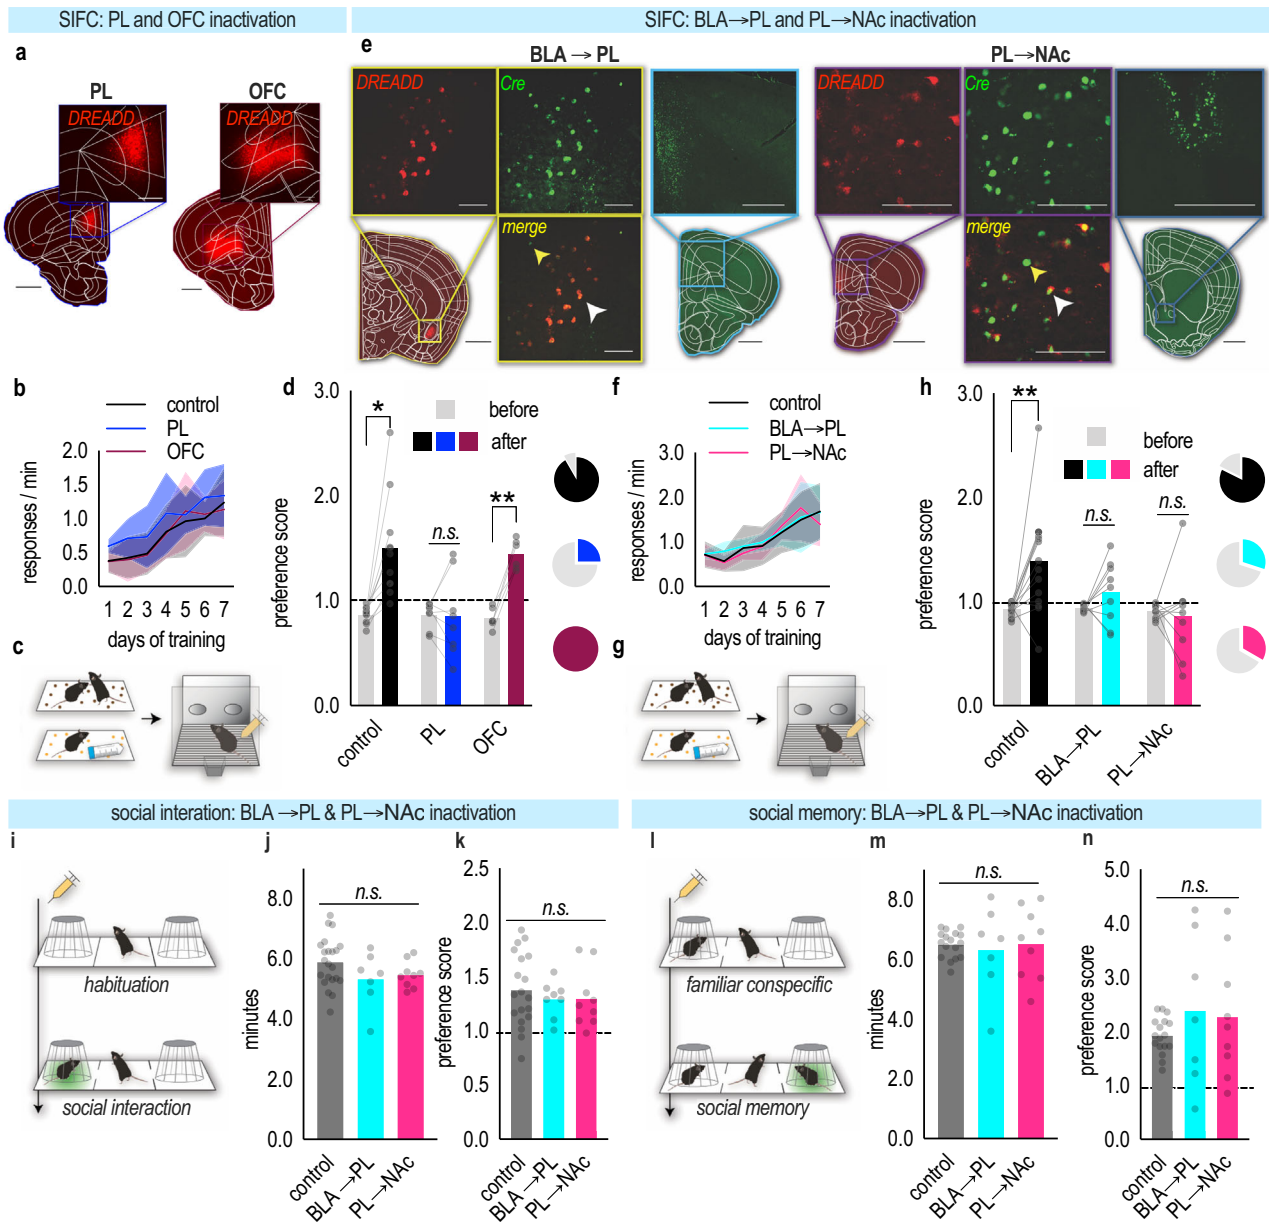 SIFC: PL and OFC inactivation
SIFC: BLA→PL and PL→NAc inactivation
a
PL
OFC
DREADD
DREADD
e
BLA → PL
PL→NAc
DREADD
Cre
merge
DREADD
Cre
merge
b
control
PL
OFC
responses / min
2.0
1.5
1.0
0.5
0.0
1 2 3 4 5 6 7
days of training
c
d
before
after
preference score
3.0
2.0
1.0
0.0
*
n.s.
**
control
PL
OFC
f
control
BLA→PL
PL→NAc
responses / min
3.0
2.0
1.0
0.0
1 2 3 4 5 6 7
days of training
g
h
before
after
preference score
3.0
2.0
1.0
0.0
**
n.s.
n.s.
control
BLA→PL
PL→NAc
social interation: BLA →PL & PL→NAc inactivation
social memory: BLA→PL & PL→NAc inactivation
i
habituation
social interaction
j
minutes
8.0
6.0
4.0
2.0
0.0
n.s.
control
BLA →PL
PL→NAc
k
preference score
2.5
2.0
1.5
1.0
0.5
0.0
n.s.
control
BLA →PL
PL→NAc
l
familiar conspecific
social memory
m
minutes
8.0
6.0
4.0
2.0
0.0
n.s.
control
BLA→PL
PL→NAc
n
preference score
5.0
4.0
3.0
2.0
1.0
0.0
n.s.
control
BLA→PL
PL→NAc